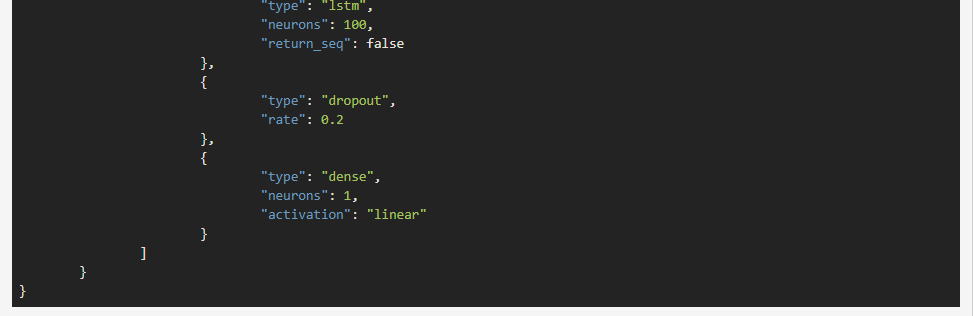 "type": "lstm",
"neurons": 100,
"return_seq": false
},
{
"type": "dropout",
"rate": 0.2
},
{
"type": "dense",
"neurons": 1,
"activation": "linear"
}
]
}
}